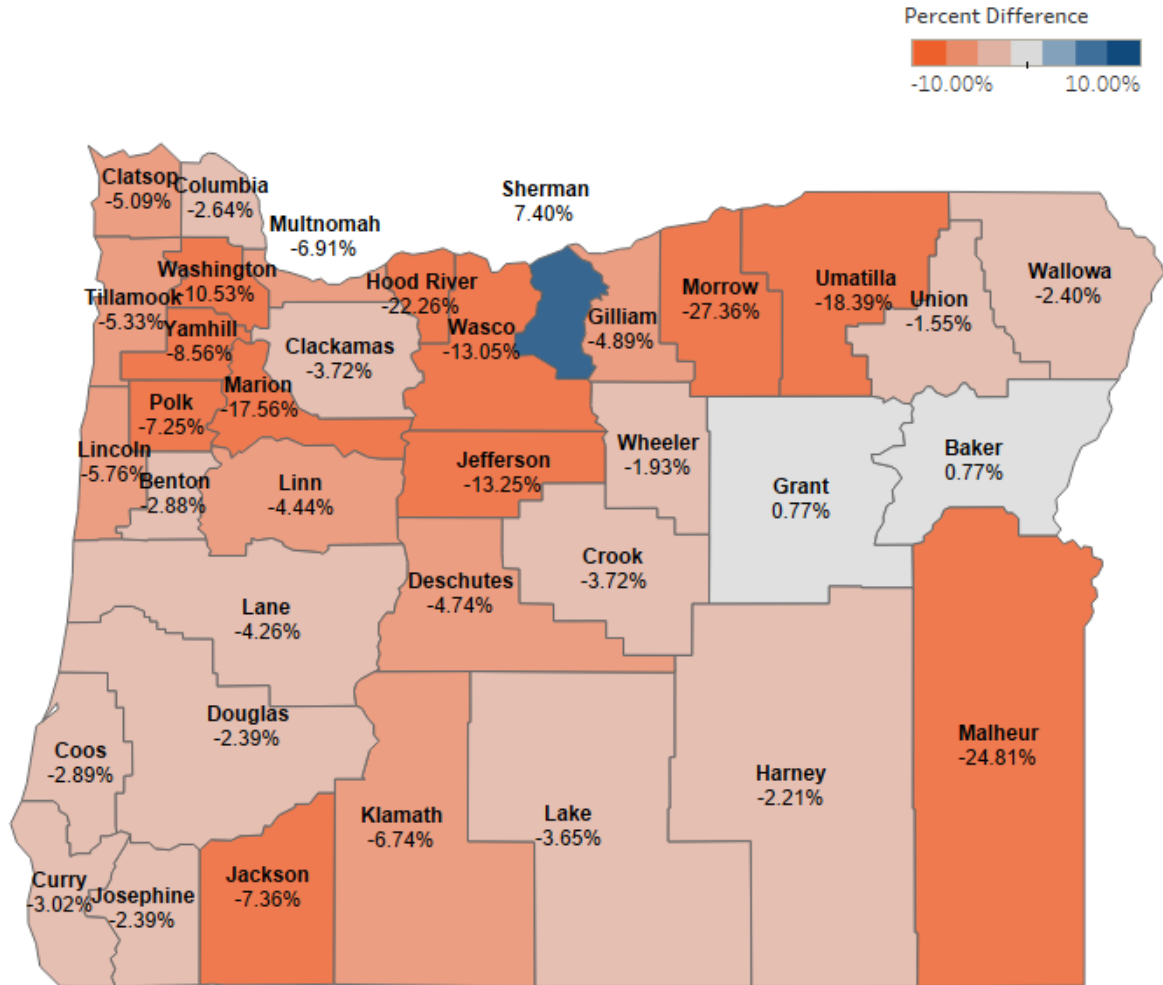 Percent Difference
-10.00% 10.00%
Clatsop
-5.09%
Columbia
-2.64%
Multnomah
-6.91%
Sherman
7.40%
Washington
-10.53%
Hood River
-22.26%
Tillamook
-5.33%
Yamhill
-8.56%
Wasco
-13.05%
Gilliam
-4.89%
Morrow
-27.36%
Umatilla
-18.39%
Union
-1.55%
Wallowa
-2.40%
Clackamas
-3.72%
Marion
-17.56%
Polk
-7.25%
Lincoln
-5.76%
Benton
-2.88%
Linn
-4.44%
Jefferson
-13.25%
Wheeler
-1.93%
Grant
0.77%
Baker
0.77%
Crook
-3.72%
Deschutes
-4.74%
Lane
-4.26%
Douglas
-2.39%
Coos
-2.89%
Klamath
-6.74%
Lake
-3.65%
Harney
-2.21%
Malheur
-24.81%
Curry
-3.02%
Josephine
-2.39%
Jackson
-7.36%